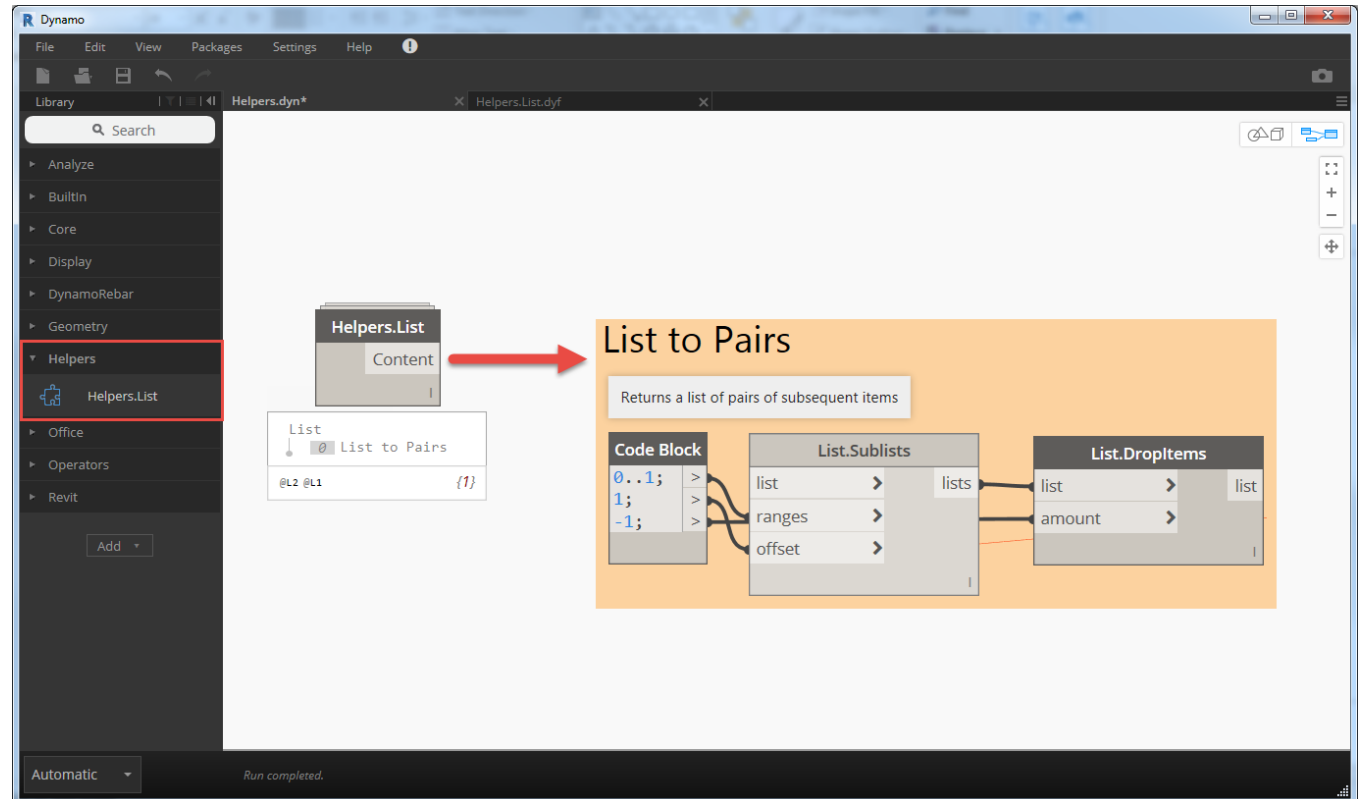 Dynamo
File Edit View Packages Settings Help
Library
Helpers.dyn*
Helpers.List.dyf
Search
Analyze
BuiltIn
Core
Display
DynamoRebar
Geometry
Helpers
Helpers.List
Office
Operators
Revit
Add
Helpers.List
Content
l
List
0 List to Pairs
@L2 @L1 {1}
List to Pairs
Returns a list of pairs of subsequent items
Code Block
0..1; >
1; >
-1; >
List.Sublists
list > lists
ranges >
offset >
l
List.DropItems
list > list
amount >
l
Automatic
Run completed.